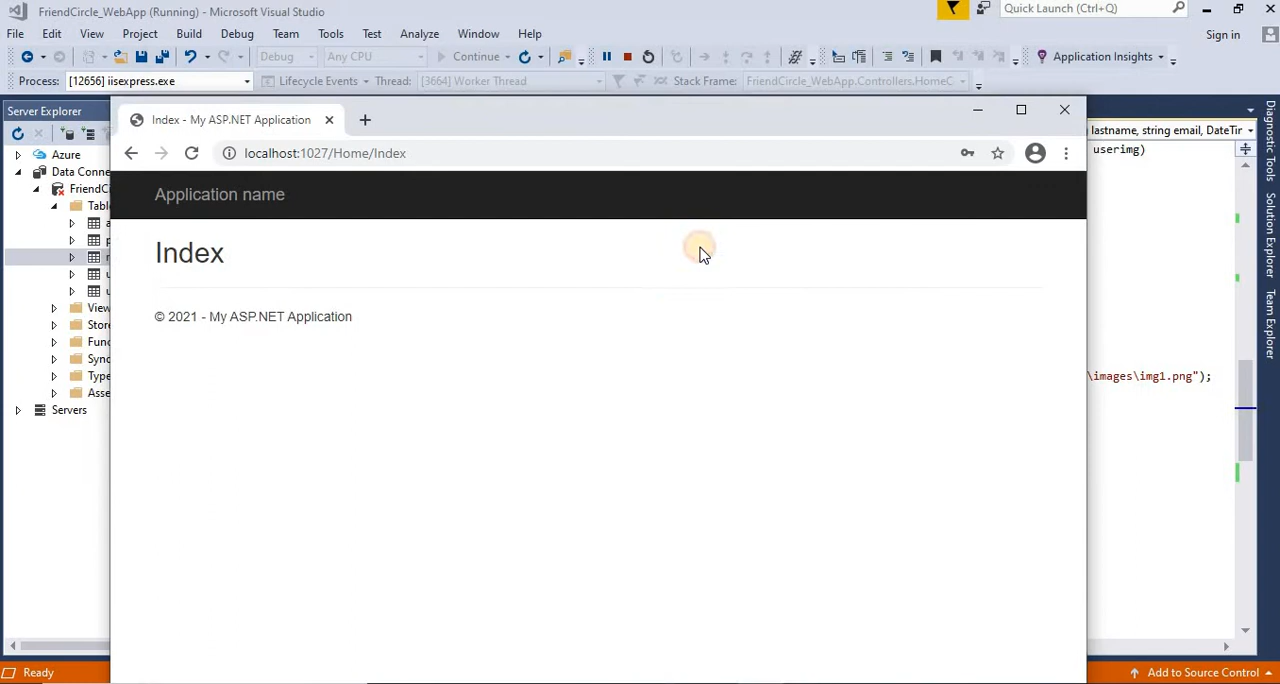 FriendCircle_WebApp (Running) - Microsoft Visual Studio
Quick Launch (Ctrl+Q)
File Edit View Project Build Debug Team Tools Test Analyze Window Help
Sign in
Debug Any CPU Continue Application Insights
Process: [12656] iisexpress.exe Lifecycle Events Thread: [3664] Worker Thread Stack Frame: FriendCircle_WebApp.Controllers.HomeC
Server Explorer
Azure
Data Conne
FriendCi
Tabl
View
Store
Func
Sync
Type
Asse
Servers
Index - My ASP.NET Application
localhost:1027/Home/Index
Application name
Index
© 2021 - My ASP.NET Application
lastname, string email, DateTir
userimg)
\images\img1.png");
Diagnostic Tools
Solution Explorer
Team Explorer
Ready
Add to Source Control